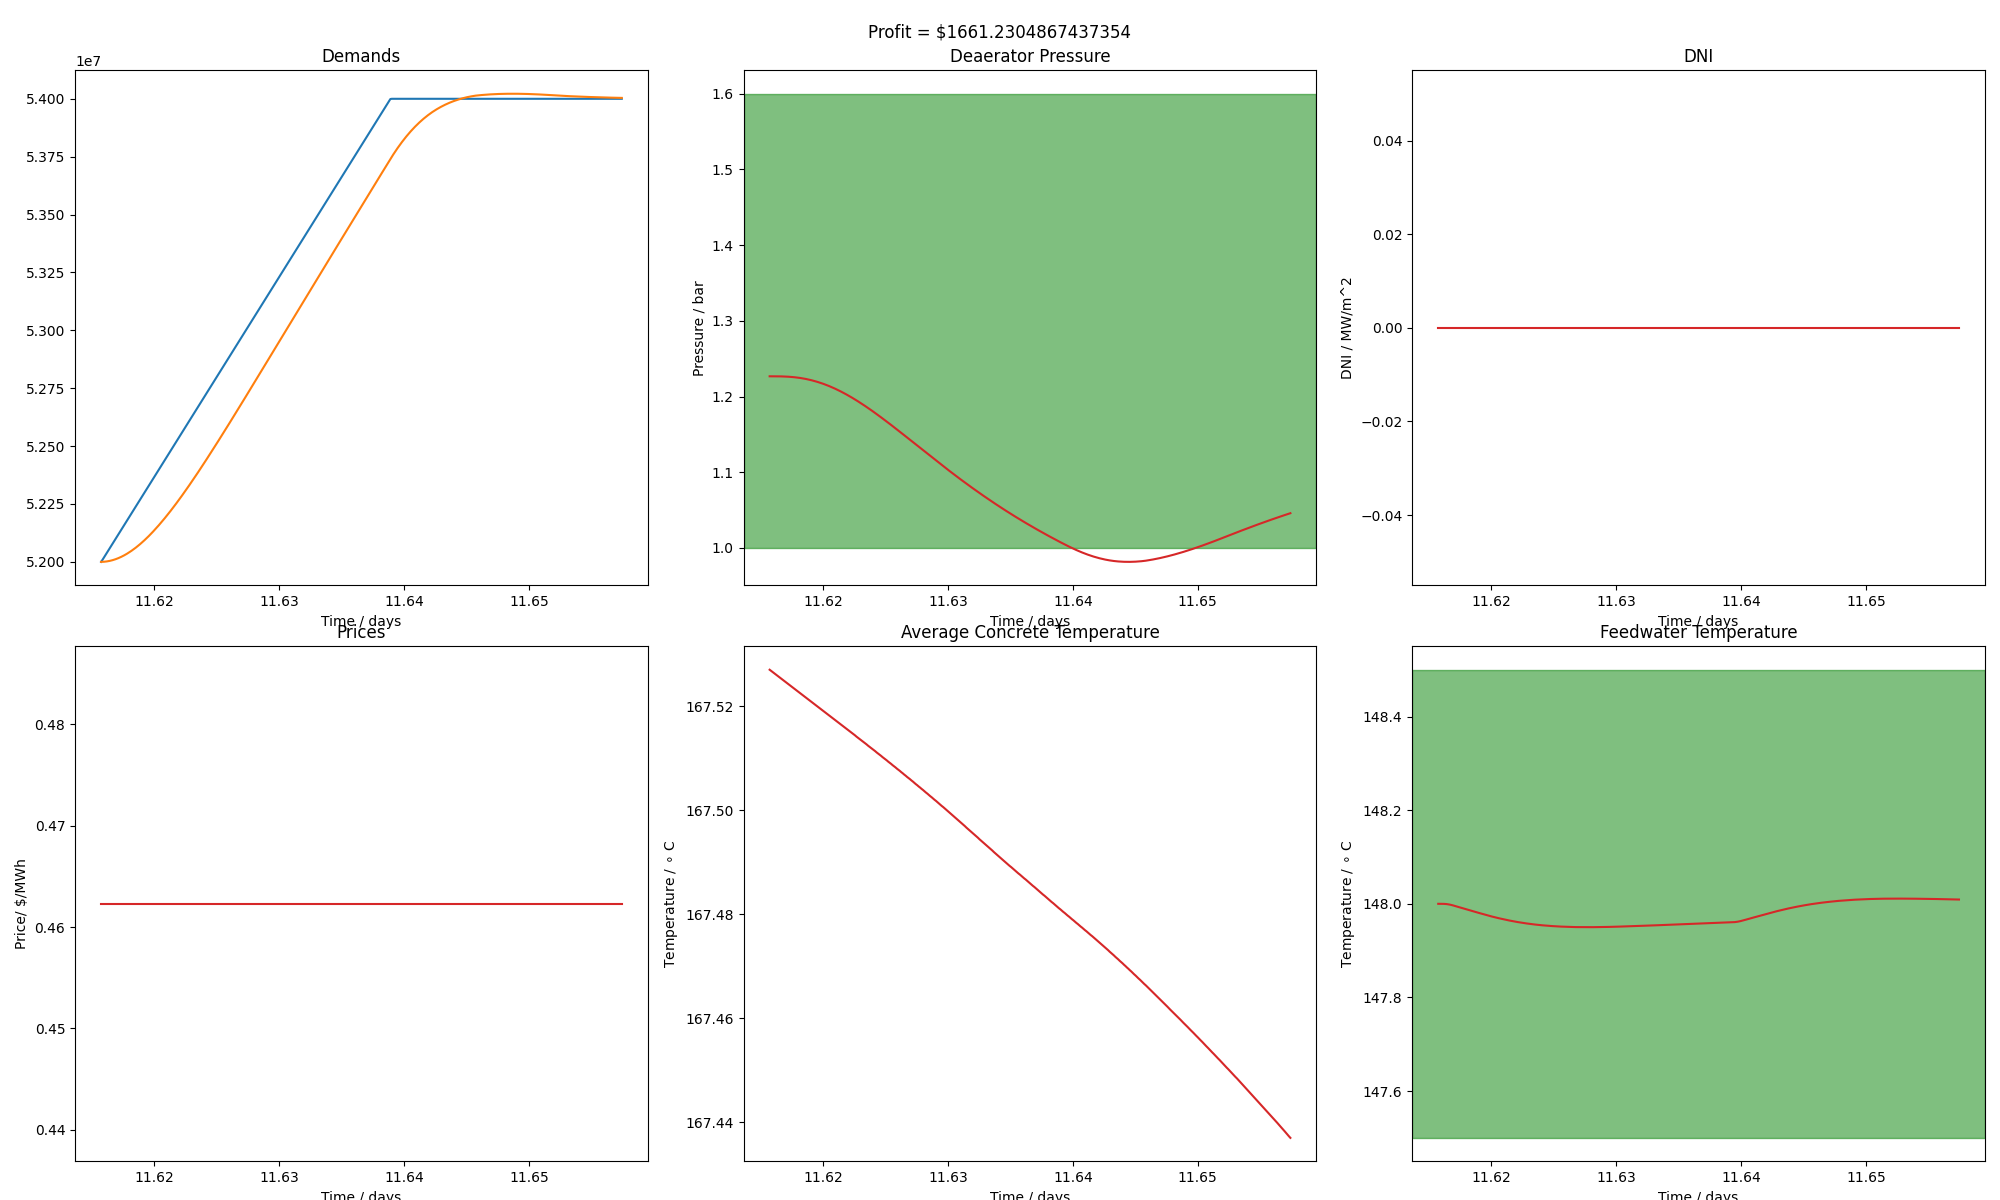 Profit = $1661.2304867437354
Demands
1e7
5.400
5.375
5.350
5.325
5.300
5.275
5.250
5.225
5.200
11.62 11.63 11.64 11.65
Time / days
Deaerator Pressure
Pressure / bar
1.6
1.5
1.4
1.3
1.2
1.1
1.0
11.62 11.63 11.64 11.65
Time / days
DNI
DNI / MW/m^2
0.04
0.02
0.00
−0.02
−0.04
11.62 11.63 11.64 11.65
Time / days
Prices
Price/ $/MWh
0.48
0.47
0.46
0.45
0.44
11.62 11.63 11.64 11.65
Time / days
Average Concrete Temperature
Temperature / ∘ C
167.52
167.50
167.48
167.46
167.44
11.62 11.63 11.64 11.65
Time / days
Feedwater Temperature
Temperature / ∘ C
148.4
148.2
148.0
147.8
147.6
11.62 11.63 11.64 11.65
Time / days